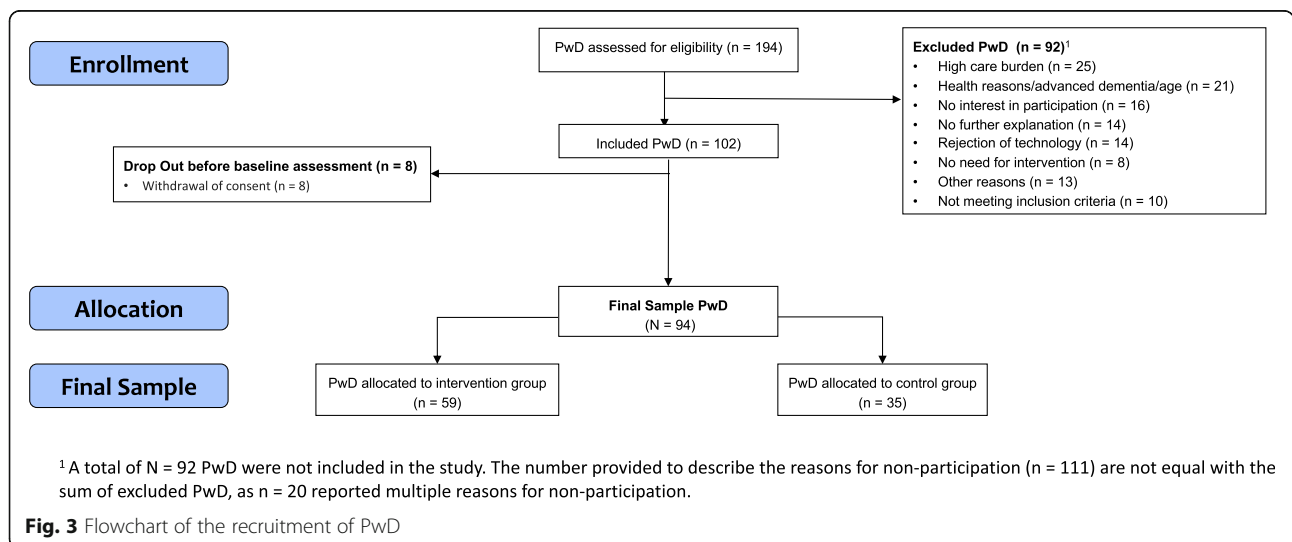 Enrollment
PwD assessed for eligibility (n = 194)
Excluded PwD (n = 92)¹
• High care burden (n = 25)
• Health reasons/advanced dementia/age (n = 21)
• No interest in participation (n = 16)
• No further explanation (n = 14)
• Rejection of technology (n = 14)
• No need for intervention (n = 8)
• Other reasons (n = 13)
• Not meeting inclusion criteria (n = 10)
Included PwD (n = 102)
Drop Out before baseline assessment (n = 8)
• Withdrawal of consent (n = 8)
Allocation
Final Sample PwD
(N = 94)
Final Sample
PwD allocated to intervention group
(n = 59)
PwD allocated to control group
(n = 35)
¹ A total of N = 92 PwD were not included in the study. The number provided to describe the reasons for non-participation (n = 111) are not equal with the
sum of excluded PwD, as n = 20 reported multiple reasons for non-participation.
Fig. 3 Flowchart of the recruitment of PwD